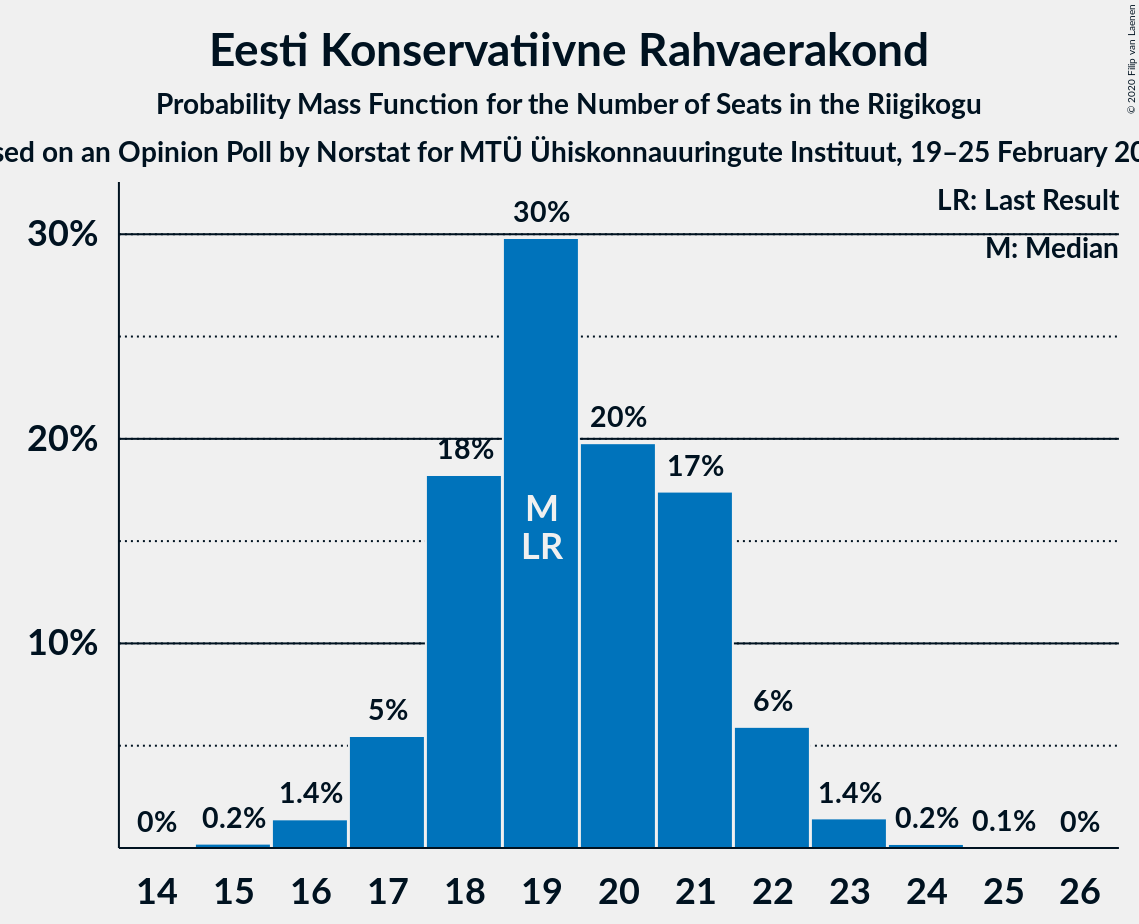 © 2020 Filip van Laenen
Eesti Konservatiivne Rahvaerakond
Probability Mass Function for the Number of Seats in the Riigikogu
on an Opinion Poll by Norstat for MTÜ Ühiskonnauuringute Instituut, 19–25 February
LR: Last Result
M: Median
30%
20%
10%
0%
0.2%
1.4%
5%
18%
30%
20%
17%
6%
1.4%
0.2%
0.1%
0%
M
LR
14 15 16 17 18 19 20 21 22 23 24 25 26